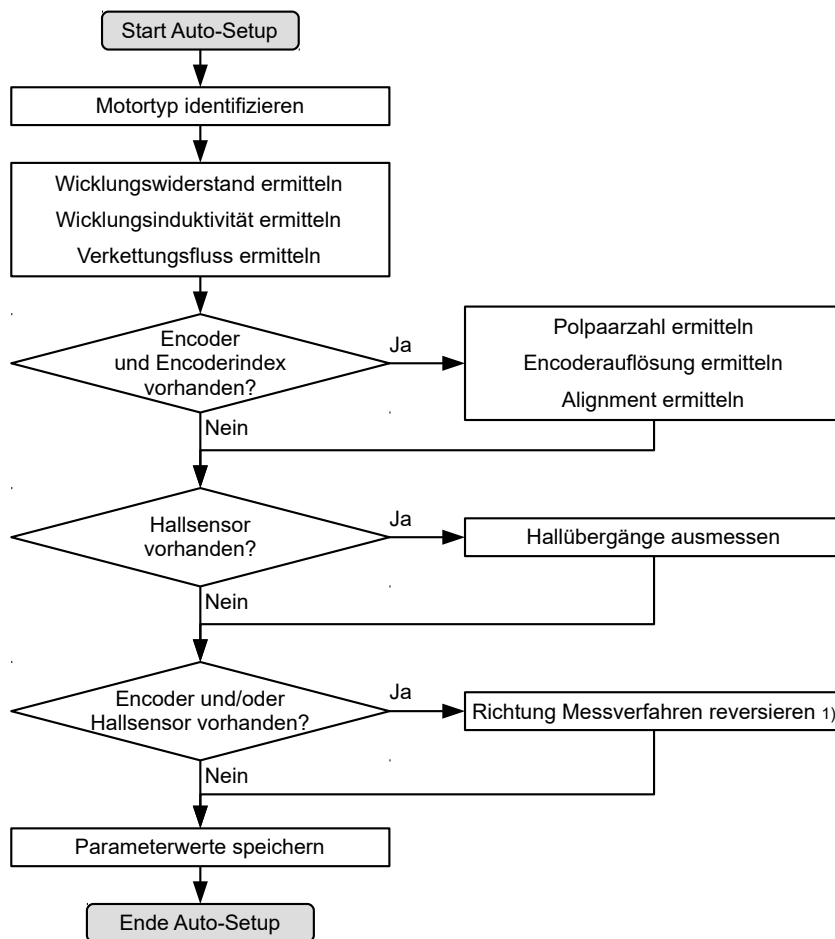 Start Auto-Setup
Motortyp identifizieren
Wicklungswiderstand ermitteln
Wicklungsinduktivität ermitteln
Verkettungsfluss ermitteln
Encoder
und Encoderindex
vorhanden?
Ja
Polpaarzahl ermitteln
Encoderauflösung ermitteln
Alignment ermitteln
Nein
Hallsensor
vorhanden?
Ja
Hallübergänge ausmessen
Nein
Encoder und/oder
Hallsensor vorhanden?
Ja
Richtung Messverfahren reversieren 1)
Nein
Parameterwerte speichern
Ende Auto-Setup